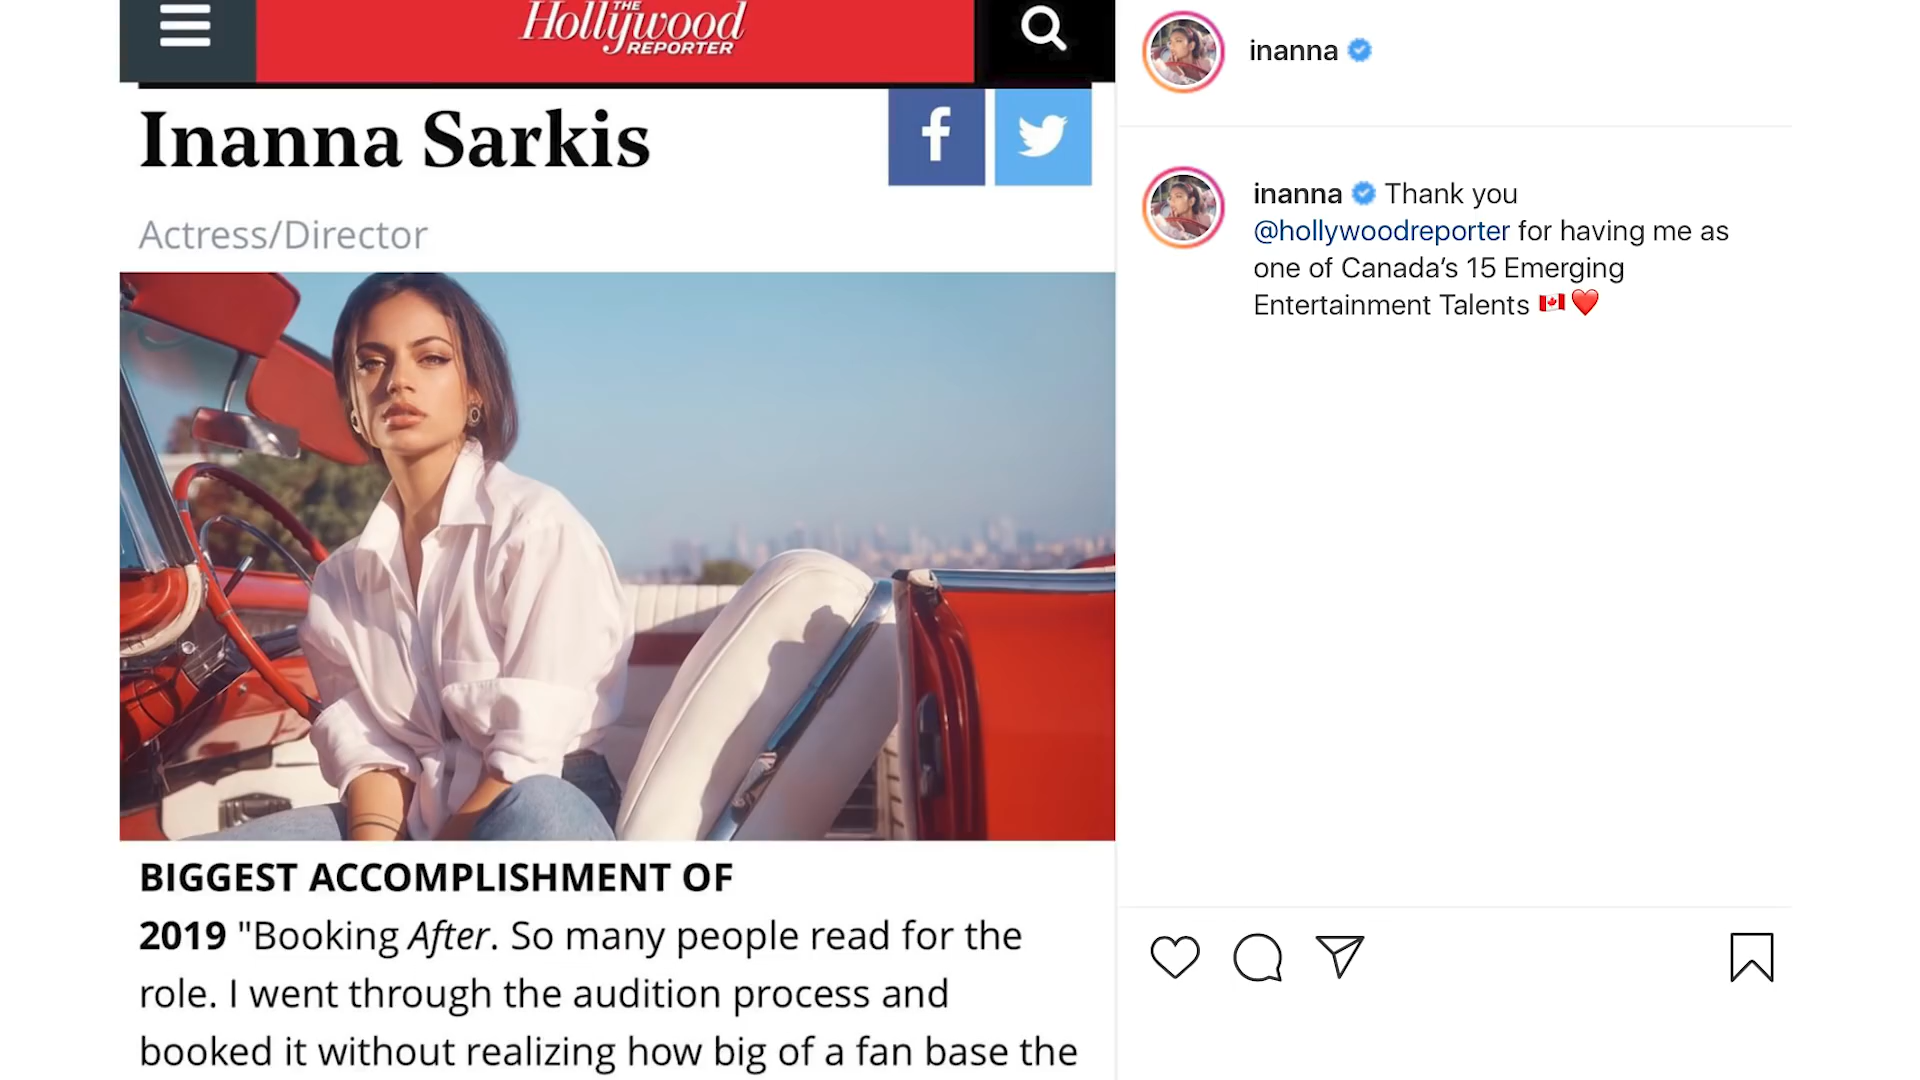 THE
Hollywood
REPORTER
Inanna Sarkis
Actress/Director
BIGGEST ACCOMPLISHMENT OF
2019 "Booking After. So many people read for the
role. I went through the audition process and
booked it without realizing how big of a fan base the
inanna
inanna Thank you
@hollywoodreporter for having me as
one of Canada’s 15 Emerging
Entertainment Talents 🇨🇦❤️